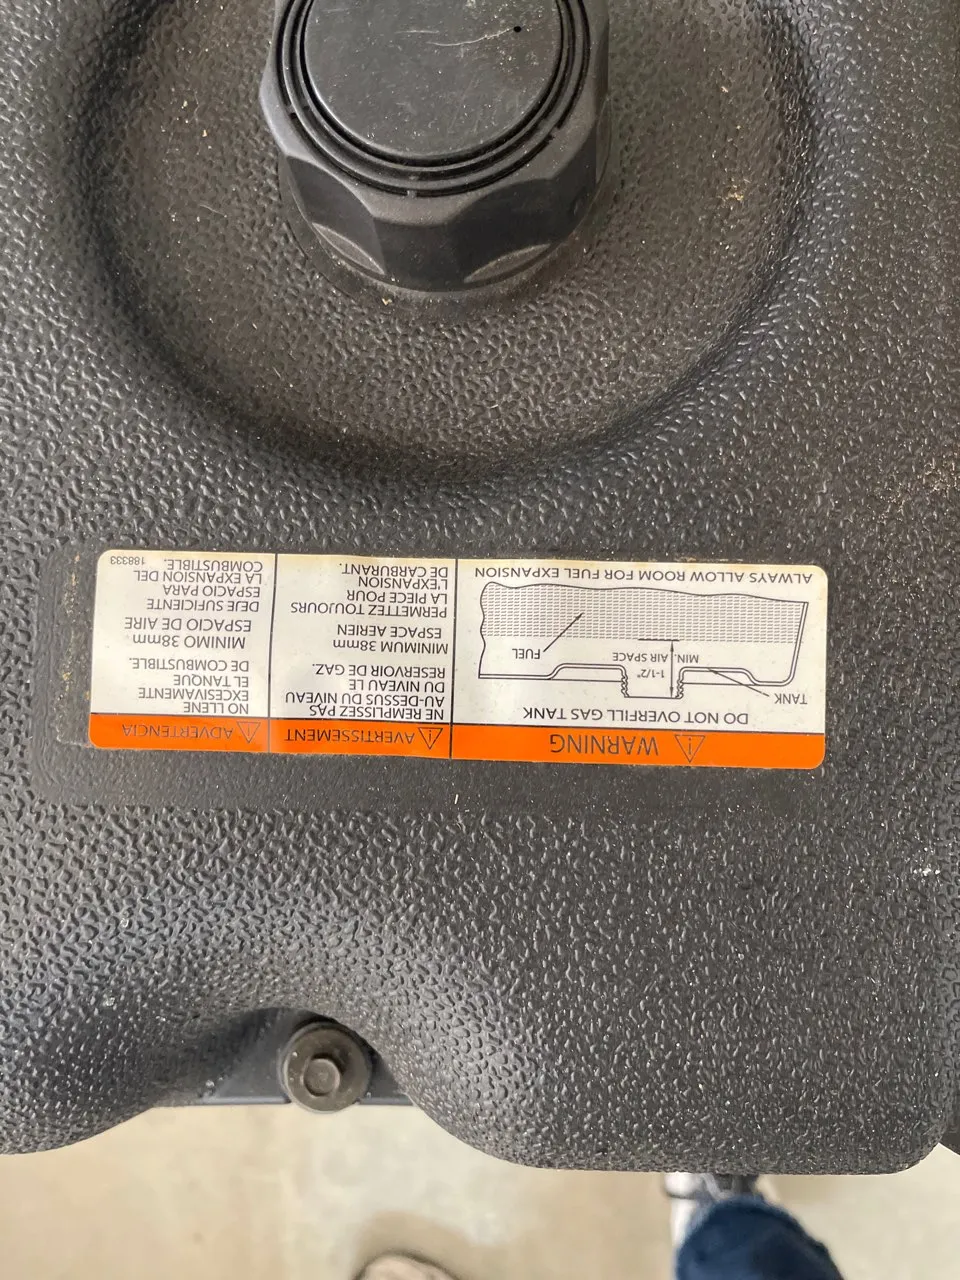 WARNING
DO NOT OVERFILL GAS TANK
TANK
1-1/2"
MIN. AIR SPACE
FUEL
ALWAYS ALLOW ROOM FOR FUEL EXPANSION
AVERTISSEMENT
NE REMPLISSEZ PAS
AU-DESSUS DU NIVEAU
DU NIVEAU LE
RESERVOIR DE GAZ.
MINIMUM 38mm
ESPACE AERIEN
PERMETTEZ TOUJOURS
LA PIECE POUR
L'EXPANSION
DE CARBURANT.
ADVERTENCIA
NO LLENE
EXCESIVAMENTE
EL TANQUE
DE COMBUSTIBLE.
MINIMO 38mm
ESPACIO DE AIRE
DEJE SUFICIENTE
ESPACIO PARA
LA EXPANSION DEL
COMBUSTIBLE.
188333